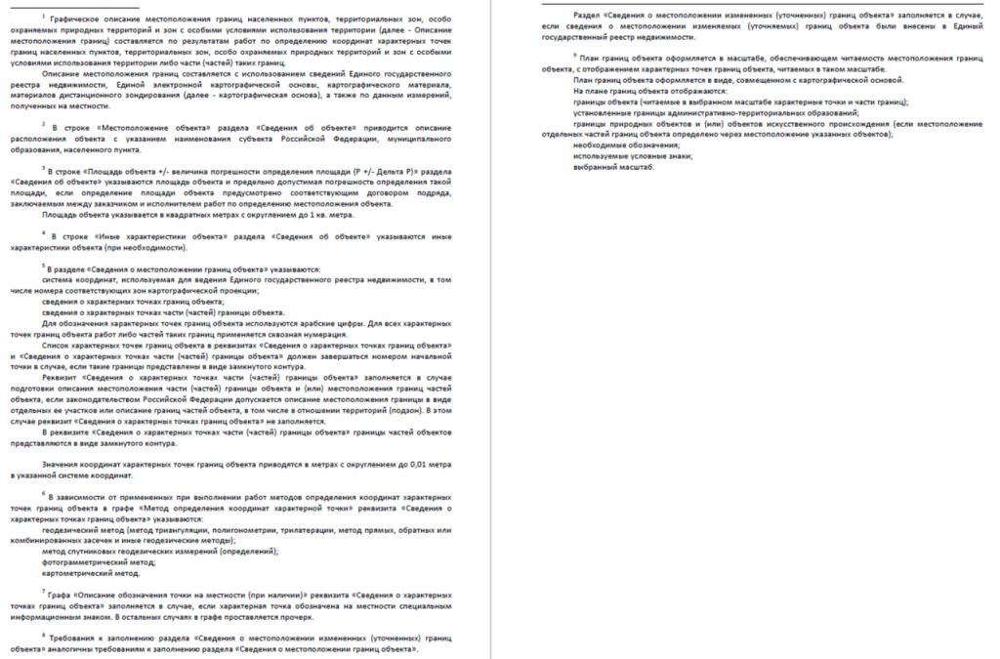 1 Графическое описание местоположения границ населенных пунктов, территориальных зон, особо
охраняемых природных территорий и зон с особыми условиями использования территории (далее - Описание
местоположения границ) составляется по результатам работ по определению координат характерных точек
границ населенных пунктов, территориальных зон, особо охраняемых природных территорий и зон с особыми
условиями использования территории либо части (частей) таких границ.
Описание местоположения границ составляется с использованием сведений Единого государственного
реестра недвижимости, Единой электронной картографической основы, картографического материала,
материалов дистанционного зондирования (далее - картографическая основа), а также по данным измерений,
полученных на местности.
2 В строке «Местоположение объекта» раздела «Сведения об объекте» приводится описание
расположения объекта с указанием наименования субъекта Российской Федерации, муниципального
образования, населенного пункта.
3 В строке «Площадь объекта +/- величина погрешности определения площади (P +/- Дельта P)» раздела
«Сведения об объекте» указываются площадь объекта и предельно допустимая погрешность определения такой
площади, если определение площади объекта предусмотрено соответствующим договором подряда,
заключаемым между заказчиком и исполнителем работ по определению местоположения объекта.
Площадь объекта указывается в квадратных метрах с округлением до 1 кв. метра.
4 В строке «Иные характеристики объекта» раздела «Сведения об объекте» указываются иные
характеристики объекта (при необходимости).
5 В разделе «Сведения о местоположении границ объекта» указываются:
система координат, используемая для ведения Единого государственного реестра недвижимости, в том
числе номера соответствующих зон картографической проекции;
сведения о характерных точках границ объекта;
сведения о характерных точках части (частей) границы объекта.
Для обозначения характерных точек границ объекта используются арабские цифры. Для всех характерных
точек границ объекта работ либо частей таких границ применяется сквозная нумерация.
Список характерных точек границ объекта в реквизитах «Сведения о характерных точках границ объекта»
и «Сведения о характерных точках части (частей) границы объекта» должен завершаться номером начальной
точки в случае, если такие границы представлены в виде замкнутого контура.
Реквизит «Сведения о характерных точках части (частей) границы объекта» заполняется в случае
подготовки описания местоположения части (частей) границы объекта и (или) местоположения границ частей
объекта, если законодательством Российской Федерации допускается описание местоположения границы в виде
отдельных ее участков или описание границ частей объекта, в том числе в отношении территорий (подзон). В этом
случае реквизит «Сведения о характерных точках границ объекта» не заполняется.
В реквизите «Сведения о характерных точках части (частей) границы объекта» границы частей объектов
представляются в виде замкнутого контура.
Значения координат характерных точек границ объекта приводятся в метрах с округлением до 0,01 метра
в указанной системе координат.
6 В зависимости от примененных при выполнении работ методов определения координат характерных
точек границ объекта в графе «Метод определения координат характерной точки» реквизита «Сведения о
характерных точках границ объекта» указываются:
геодезический метод (метод триангуляции, полигонометрии, трилатерации, метод прямых, обратных или
комбинированных засечек и иные геодезические методы);
метод спутниковых геодезических измерений (определений);
фотограмметрический метод;
картометрический метод.
7 Графа «Описание обозначения точки на местности (при наличии)» реквизита «Сведения о характерных
точках границ объекта» заполняется в случае, если характерная точка обозначена на местности специальным
информационным знаком. В остальных случаях в графе проставляется прочерк.
8 Требования к заполнению раздела «Сведения о местоположении измененных (уточненных) границ
объекта» аналогичны требованиям к заполнению раздела «Сведения о местоположении границ объекта».
Раздел «Сведения о местоположении измененных (уточненных) границ объекта» заполняется в случае,
если сведения о местоположении изменяемых (уточняемых) границ объекта были внесены в Единый
государственный реестр недвижимости.
9 План границ объекта оформляется в масштабе, обеспечивающем читаемость местоположения границ
объекта, с отображением характерных точек границ объекта, читаемых в таком масштабе.
План границ объекта оформляется в виде, совмещенном с картографической основой.
На плане границ объекта отображаются:
границы объекта (читаемые в выбранном масштабе характерные точки и части границ);
установленные границы административно-территориальных образований;
границы природных объектов и (или) объектов искусственного происхождения (если местоположение
отдельных частей границ объекта определено через местоположение указанных объектов);
необходимые обозначения;
используемые условные знаки;
выбранный масштаб.